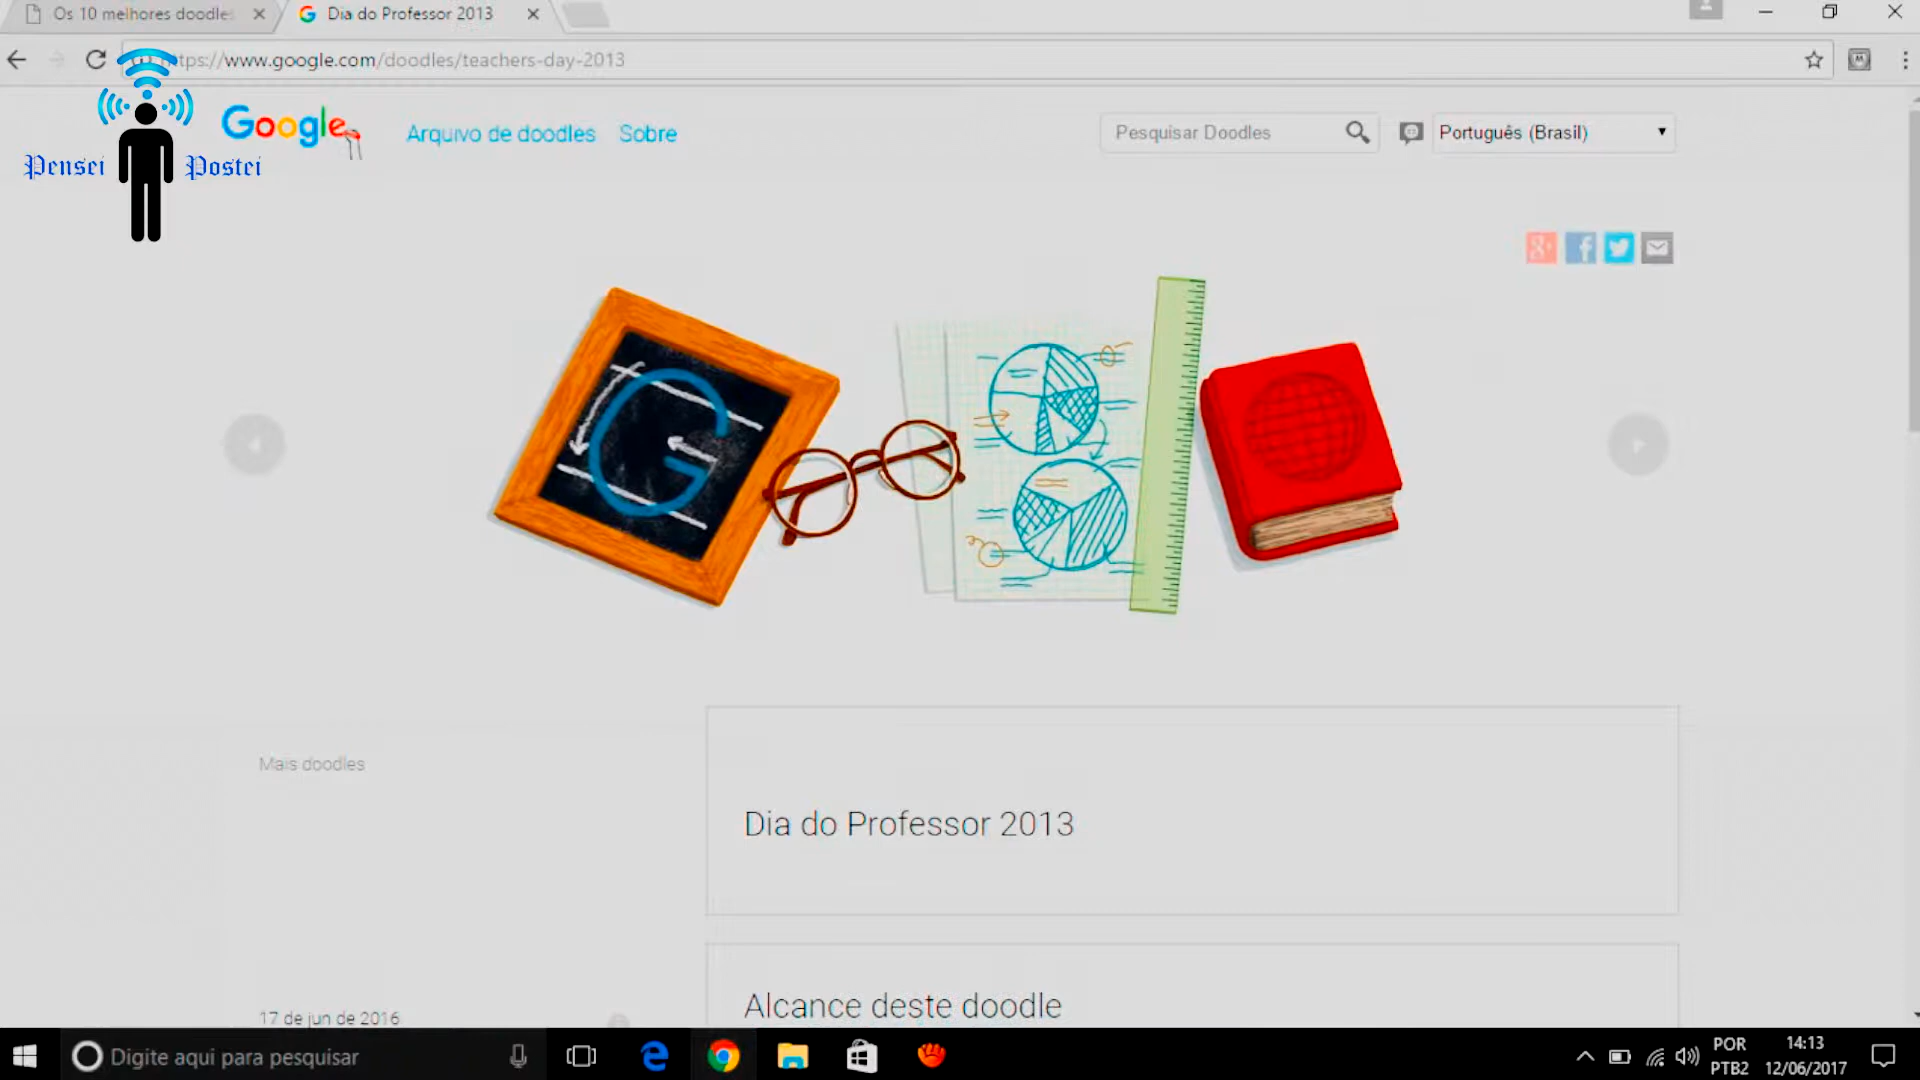 Os 10 melhores doodles
Dia do Professor 2013
https://www.google.com/doodles/teachers-day-2013
Pensei Postei
Google
Arquivo de doodles
Sobre
Pesquisar Doodles
Português (Brasil)
G
Mais doodles
Dia do Professor 2013
17 de jun de 2016
Alcance deste doodle
Digite aqui para pesquisar
POR
PTB2
14:13
12/06/2017